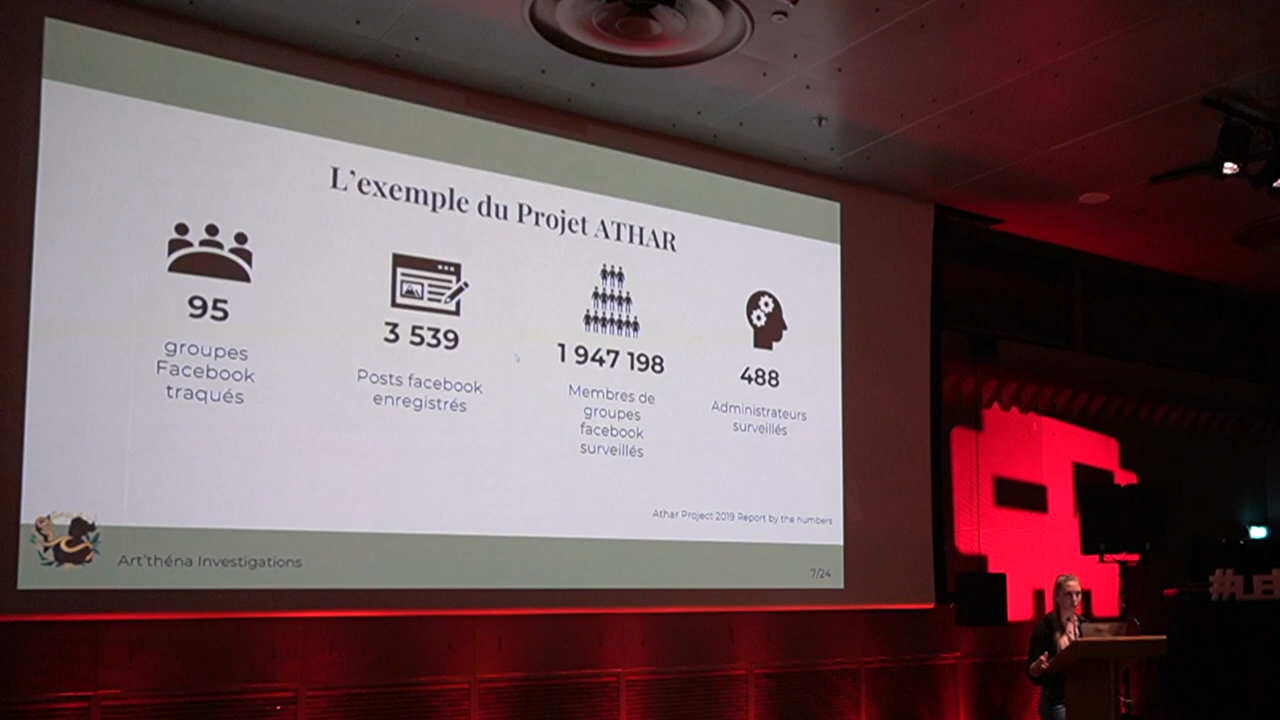 L'exemple du Projet ATHAR
95
groupes
Facebook
traqués
3 539
Posts facebook
enregistrés
1 947 198
Membres de
groupes
facebook
surveillés
488
Administrateurs
surveillés
Athar Project 2019 Report by the numbers
Art'théna Investigations
7/24